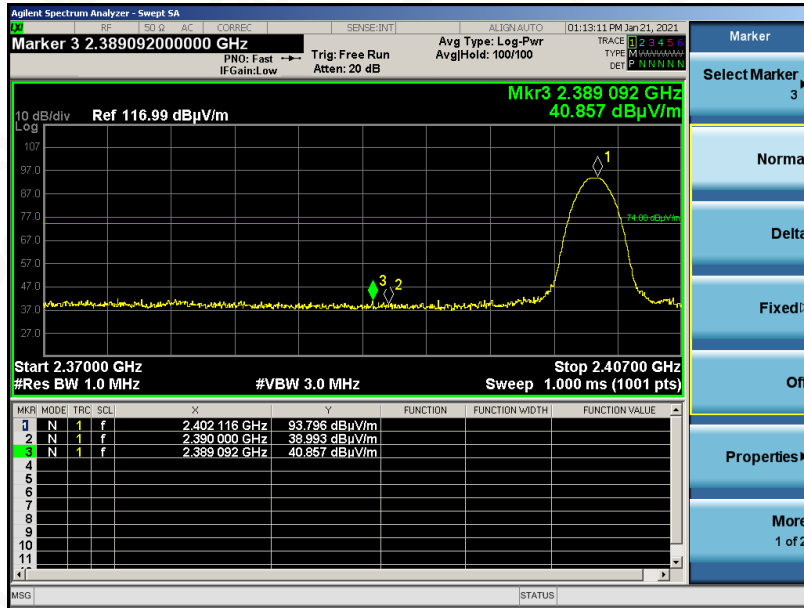 Agilent Spectrum Analyzer - Swept SA
LXI RF 50 Ω AC CORREC SENSE:INT ALIGN AUTO 01:13:11 PM Jan 21, 2021
Marker 3 2.389092000000 GHz
PNO: Fast
IFGain:Low
Trig: Free Run
Atten: 20 dB
Avg Type: Log-Pwr
Avg|Hold: 100/100
TRACE 1 2 3 4 5 6
TYPE M
DET P N N N N N
Mkr3 2.389 092 GHz
40.857 dBµV/m
10 dB/div Ref 116.99 dBµV/m
Log
107
97.0
87.0
77.0
67.0
57.0
47.0
37.0
27.0
1
74.00 dBµV/m
3
2
Start 2.37000 GHz Stop 2.40700 GHz
#Res BW 1.0 MHz #VBW 3.0 MHz Sweep 1.000 ms (1001 pts)
MKR MODE TRC SCL X Y FUNCTION FUNCTION WIDTH FUNCTION VALUE
1 N 1 f 2.402 116 GHz 93.796 dBµV/m
2 N 1 f 2.390 000 GHz 38.993 dBµV/m
3 N 1 f 2.389 092 GHz 40.857 dBµV/m
4
5
6
7
8
9
10
11
MSG STATUS
Marker
Select Marker
3
Norma
Delta
Fixed
Off
Properties
More
1 of 2